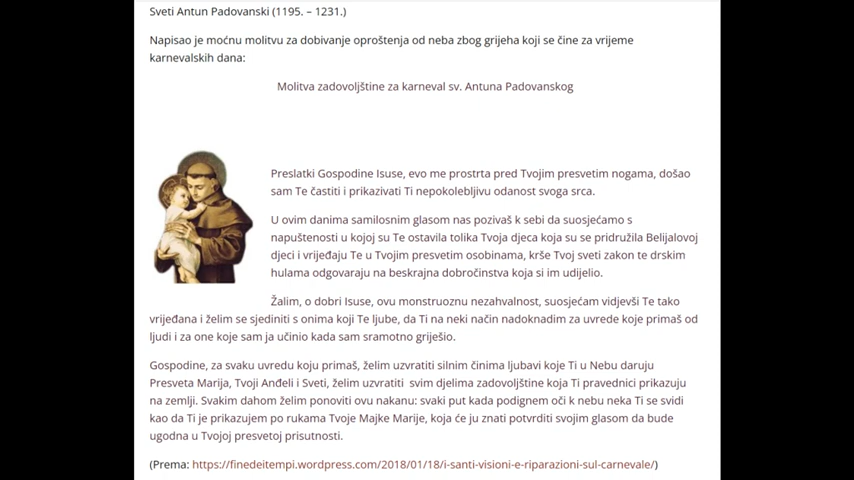 Sveti Antun Padovanski (1195. – 1231.)
Napisao je moćnu molitvu za dobivanje oproštenja od neba zbog grijeha koji se čine za vrijeme
karnevalskih dana:
Molitva zadovoljštine za karneval sv. Antuna Padovanskog
Preslatki Gospodine Isuse, evo me prostrta pred Tvojim presvetim nogama, došao
sam Te častiti i prikazivati Ti nepokolebljivu odanost svoga srca.
U ovim danima samilosnim glasom nas pozivaš k sebi da suosjećamo s
napuštenosti u kojoj su Te ostavila tolika Tvoja djeca koja su se pridružila Belijalovoj
djeci i vrijeđaju Te u Tvojim presvetim osobinama, krše Tvoj sveti zakon te drskim
hulama odgovaraju na beskrajna dobročinstva koja si im udijelio.
Žalim, o dobri Isuse, ovu monstruoznu nezahvalnost, suosjećam vidjevši Te tako
vrijeđana i želim se sjediniti s onima koji Te ljube, da Ti na neki način nadoknadim za uvrede koje primaš od
ljudi i za one koje sam ja učinio kada sam sramotno griješio.
Gospodine, za svaku uvredu koju primaš, želim uzvratiti silnim činima ljubavi koje Ti u Nebu daruju
Presveta Marija, Tvoji Anđeli i Sveti, želim uzvratiti svim djelima zadovoljštine koja Ti pravednici prikazuju
na zemlji. Svakim dahom želim ponoviti ovu nakanu: svaki put kada podignem oči k nebu neka Ti se svidi
kao da Ti je prikazujem po rukama Tvoje Majke Marije, koja će ju znati potvrditi svojim glasom da bude
ugodna u Tvojoj presvetoj prisutnosti.
(Prema: https://finedeitempi.wordpress.com/2018/01/18/i-santi-visioni-e-riparazioni-sul-carnevale/)